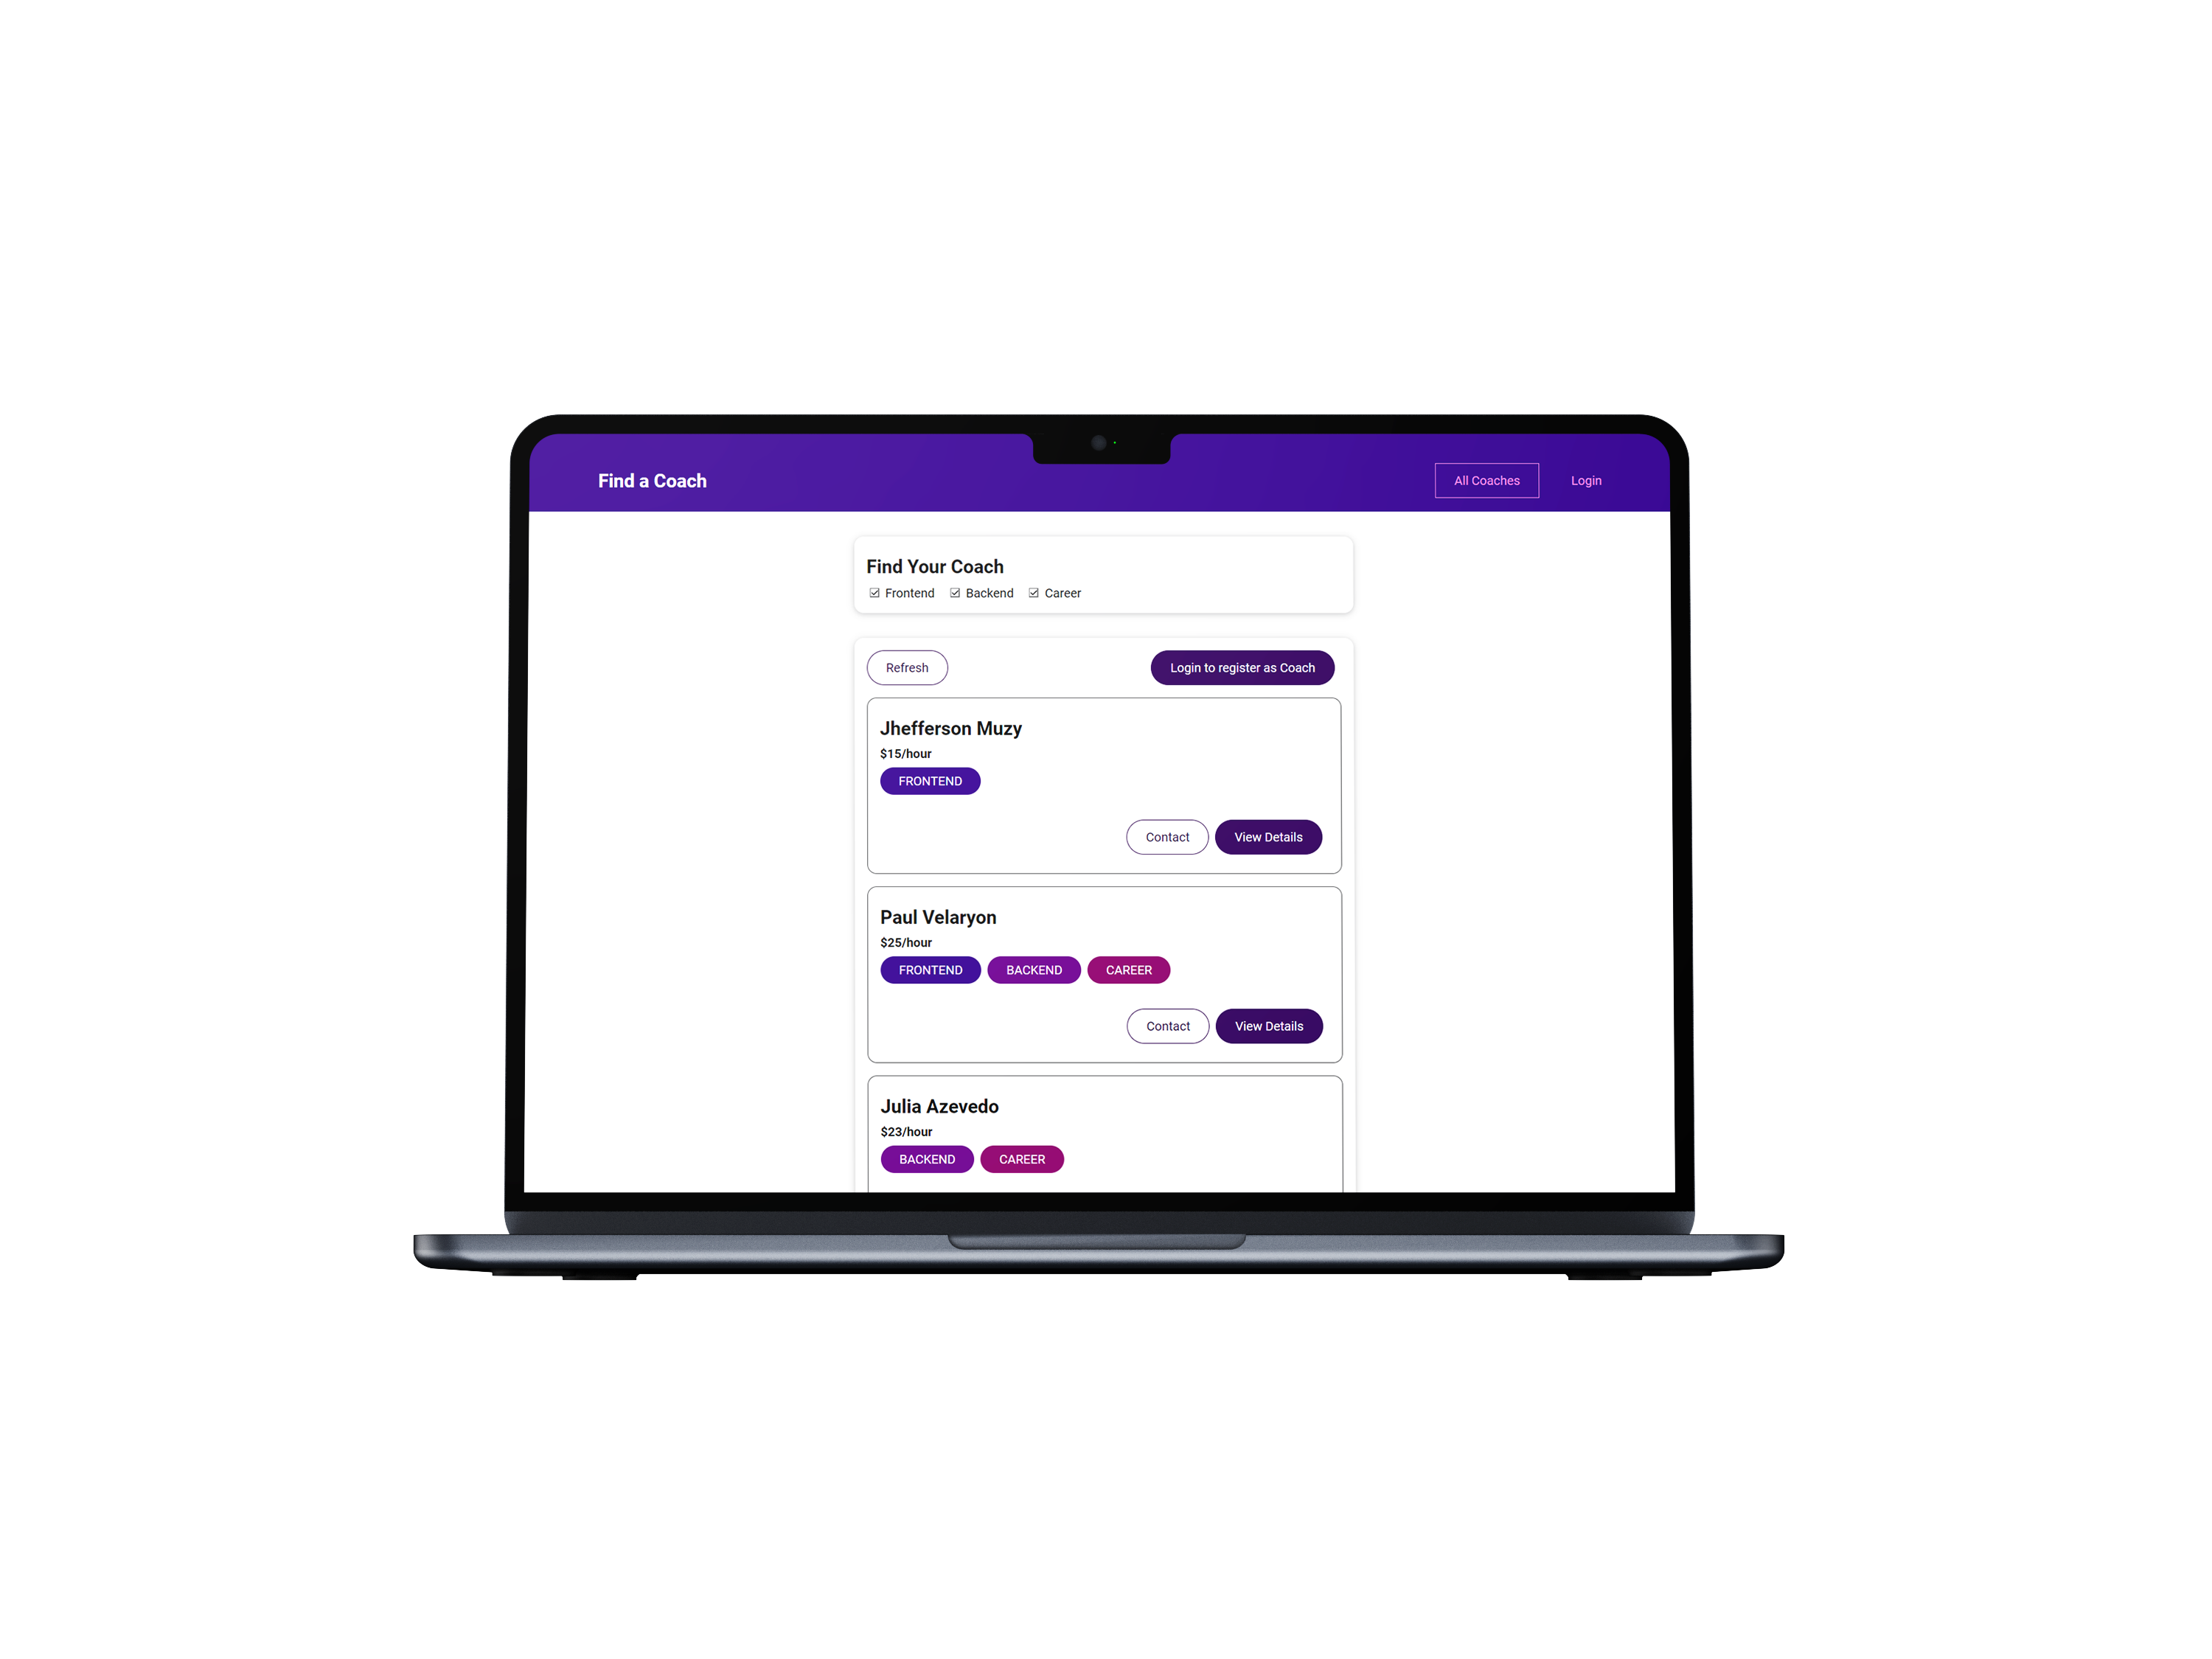 Find a Coach
All Coaches Login
Find Your Coach
Frontend Backend Career
Refresh Login to register as Coach
Jhefferson Muzy
$15/hour
FRONTEND
Contact View Details
Paul Velaryon
$25/hour
FRONTEND BACKEND CAREER
Contact View Details
Julia Azevedo
$23/hour
BACKEND CAREER